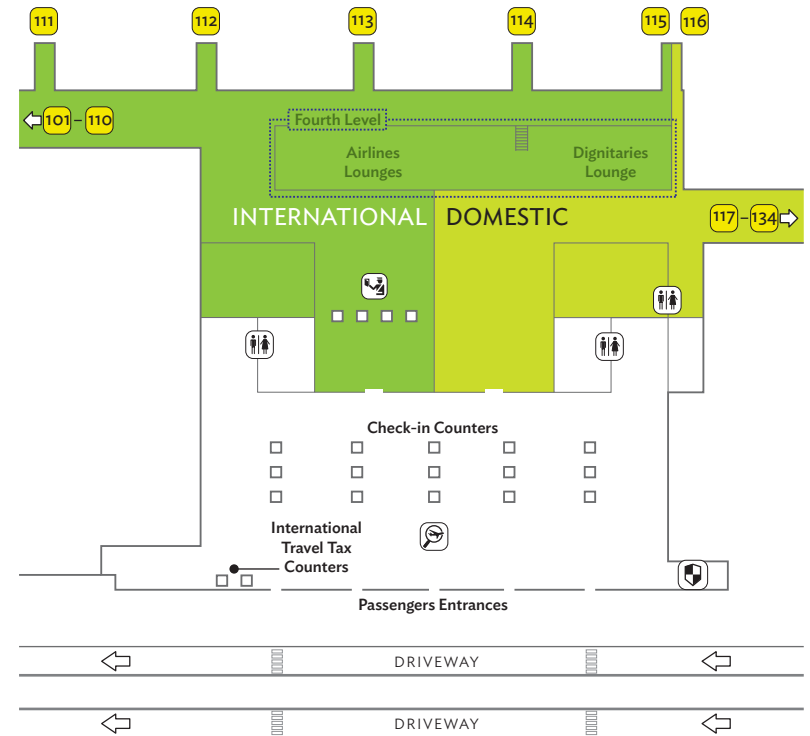 111
112
113
114
115
116
101 – 110
Fourth Level
Airlines
Lounges
Dignitaries
Lounge
INTERNATIONAL
DOMESTIC
117 – 134
Check-in Counters
International
Travel Tax
Counters
Passengers Entrances
DRIVEWAY
DRIVEWAY